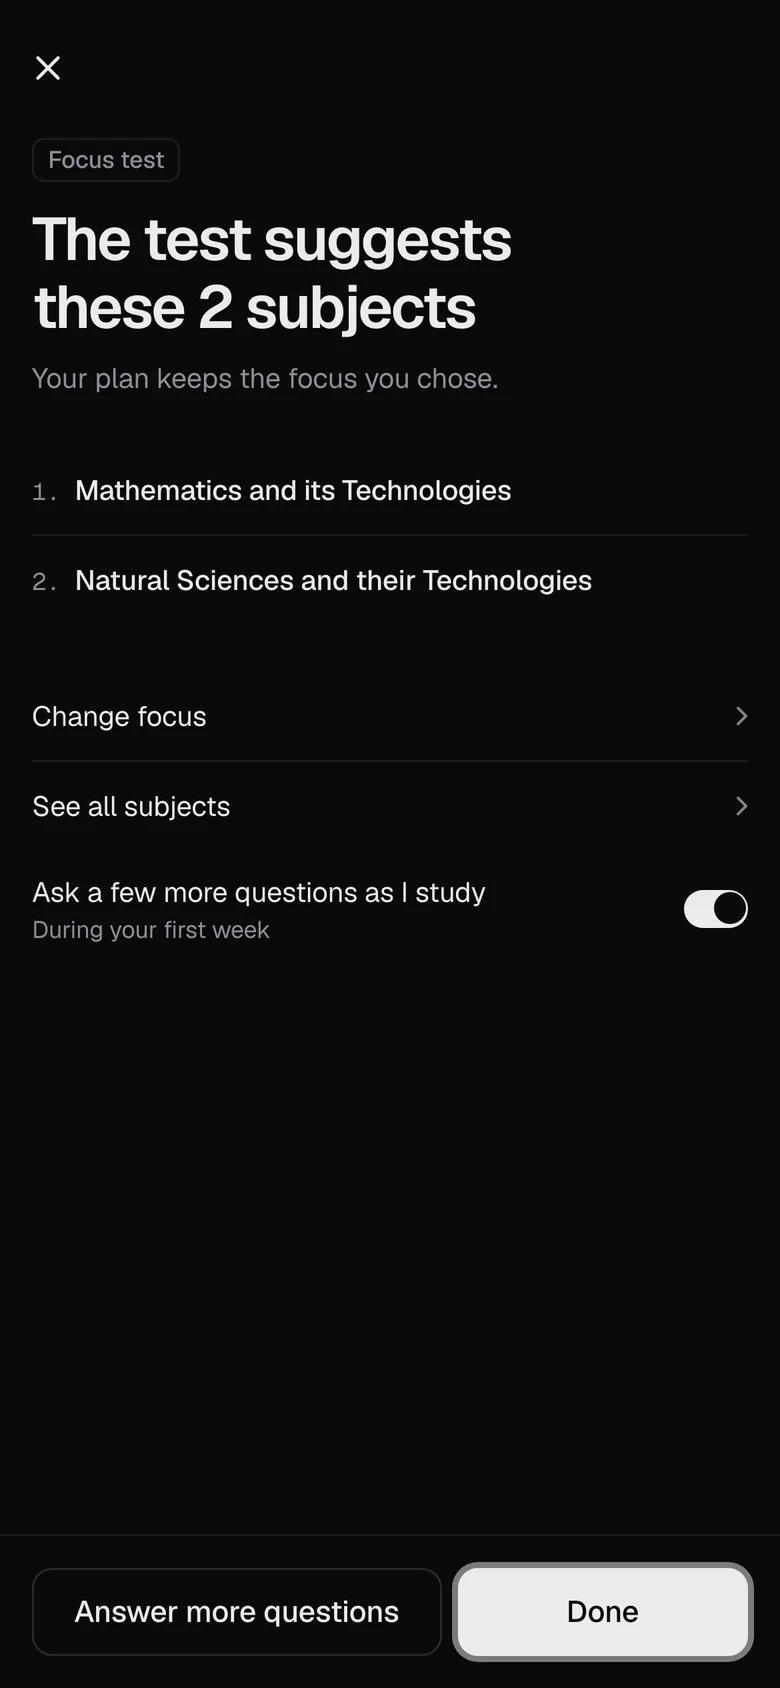 Focus test
The test suggests
these 2 subjects
Your plan keeps the focus you chose.
1. Mathematics and its Technologies
2. Natural Sciences and their Technologies
Change focus
See all subjects
Ask a few more questions as I study
During your first week
Answer more questions
Done